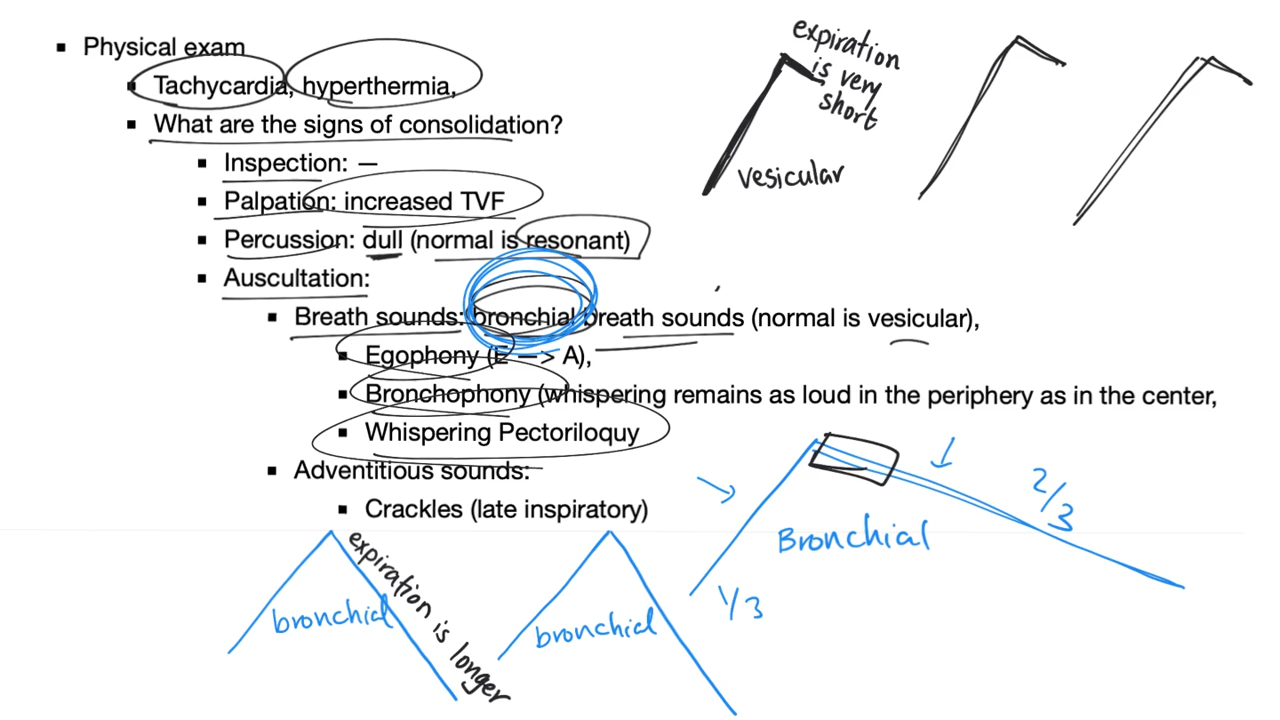 ▪ Physical exam
▪ Tachycardia, hyperthermia,
▪ What are the signs of consolidation?
▪ Inspection: —
▪ Palpation: increased TVF
▪ Percussion: dull (normal is resonant)
▪ Auscultation:
▪ Breath sounds: bronchial breath sounds (normal is vesicular),
▪ Egophony (E —> A),
▪ Bronchophony (whispering remains as loud in the periphery as in the center,
▪ Whispering Pectoriloquy
▪ Adventitious sounds:
▪ Crackles (late inspiratory)
expiration
is very
short
vesicular
2/3
Bronchial
1/3
expiration is longer
bronchial
bronchial